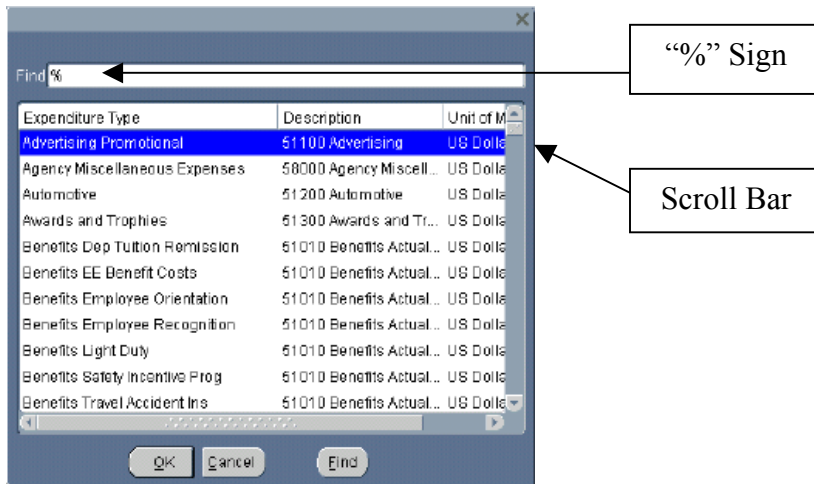 “%” Sign
Find %
Expenditure Type Description Unit of M
Advertising Promotional 51100 Advertising US Dolla
Agency Miscellaneous Expenses 58000 Agency Miscell... US Dolla
Automotive 51200 Automotive US Dolla
Awards and Trophies 51300 Awards and Tr... US Dolla
Benefits Dep Tuition Remission 51010 Benefits Actual... US Dolla
Benefits EE Benefit Costs 51010 Benefits Actual... US Dolla
Benefits Employee Orientation 51010 Benefits Actual... US Dolla
Benefits Employee Recognition 51010 Benefits Actual... US Dolla
Benefits Light Duty 51010 Benefits Actual... US Dolla
Benefits Safety Incentive Prog 51010 Benefits Actual... US Dolla
Benefits Travel Accident Ins 51010 Benefits Actual... US Dolla
Scroll Bar
OK Cancel Find